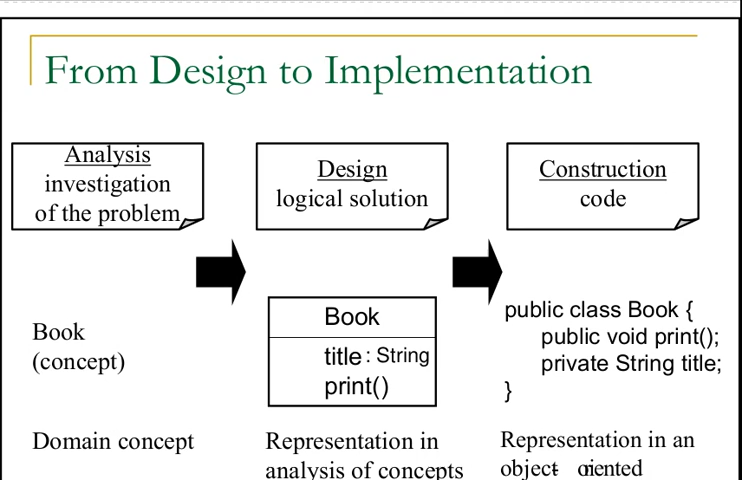 From Design to Implementation
Analysis
investigation
of the problem
Design
logical solution
Construction
code
Book
(concept)
Book
title : String
print()
public class Book {
public void print();
private String title;
}
Domain concept
Representation in
analysis of concepts
Representation in an
object- oriented